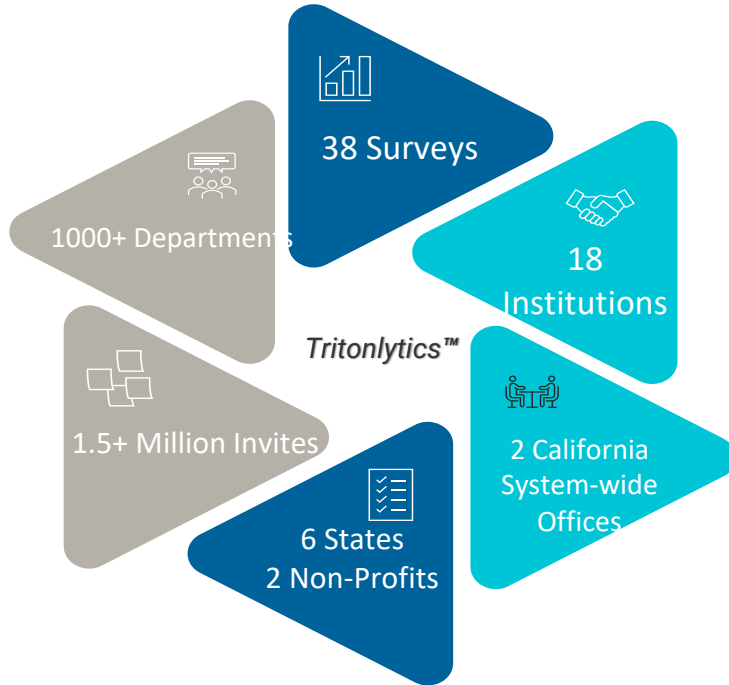 38 Surveys
18
Institutions
2 California
System-wide
Offices
6 States
2 Non-Profits
1.5+ Million Invites
1000+ Departments
Tritonlytics™